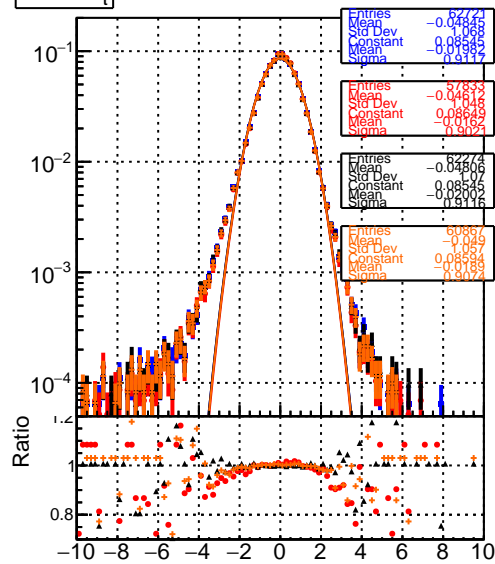 t
Entries 62721
Mean −0.04845
Std Dev 1.068
Constant 0.08545
Mean −0.01982
Sigma 0.9117
10−1
Entries 57833
Mean −0.04612
Std Dev 1.048
Constant 0.08649
Mean −0.0162
Sigma 0.9021
10−2
Entries 62274
Mean −0.04806
Std Dev 1.07
Constant 0.08545
Mean −0.02002
Sigma 0.9116
Entries 60867
Mean −0.049
Std Dev 1.057
Constant 0.08594
Mean −0.0189
Sigma 0.9074
10−3
10−4
1.2
Ratio
1
0.8
−10 −8 −6 −4 −2 0 2 4 6 8 10